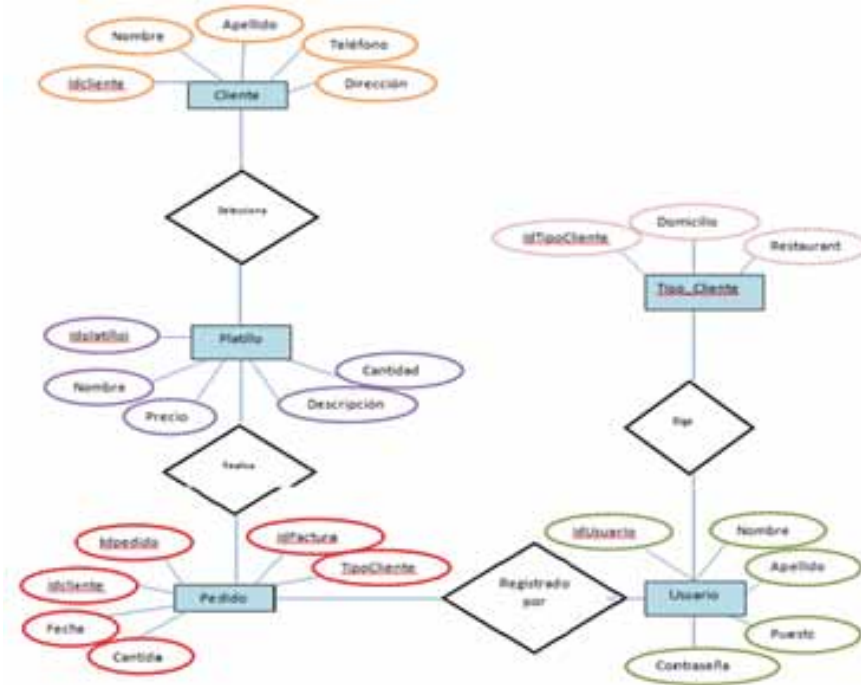 Apellido
Nombre
Teléfono
Idcliente
Dirección
Cliente
Selecciona
Domicilio
IdTipoCliente
Restaurant
Tipo_Cliente
Idplatillo
Platillo
Cantidad
Nombre
Precio
Descripción
Realiza
Elige
Idpedido
IdFactura
Idcliente
TipoCliente
Pedido
Fecha
Cantida
Registrado
por
IdUsuario
Nombre
Apellido
Usuario
Puesto
Contraseña